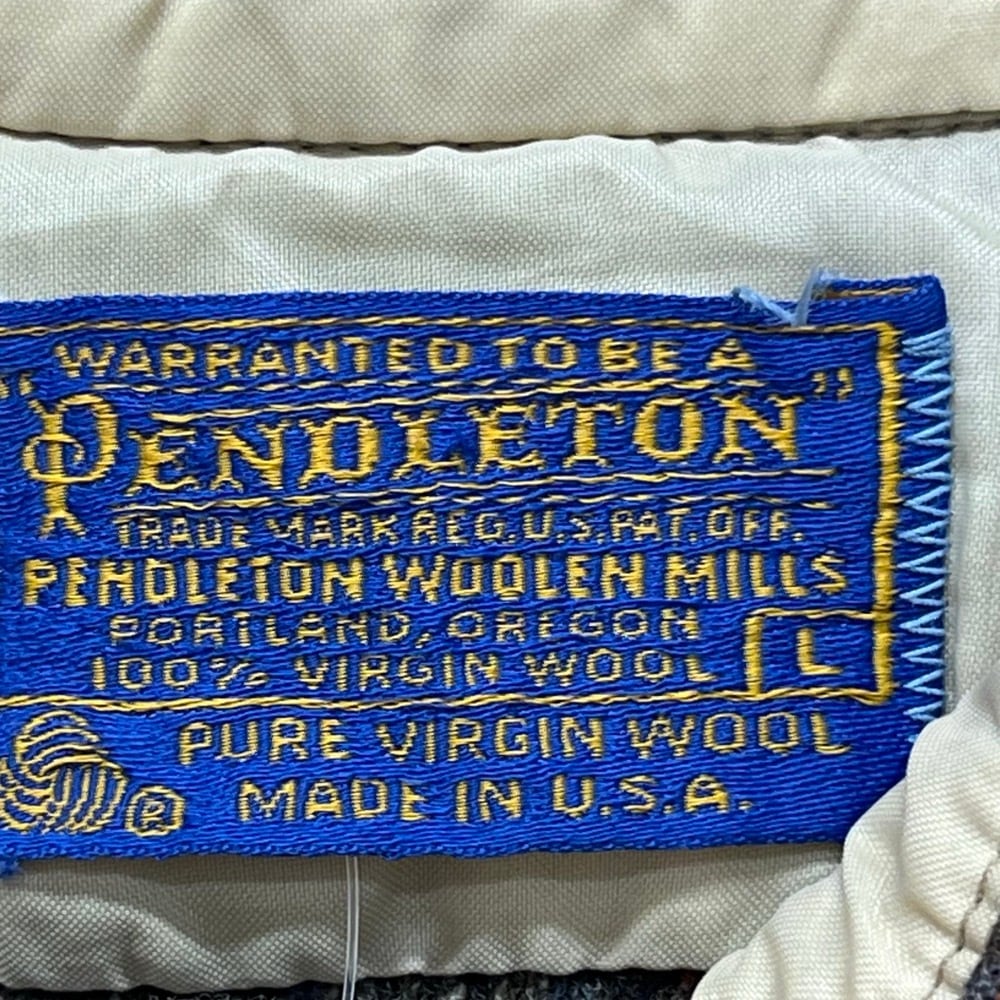 WARRANTED TO BE A
"PENDLETON"
TRADE MARK REG. U.S. PAT. OFF.
PENDLETON WOOLEN MILLS
PORTLAND, OREGON
100% VIRGIN WOOL
L
PURE VIRGIN WOOL
® MADE IN U.S.A.